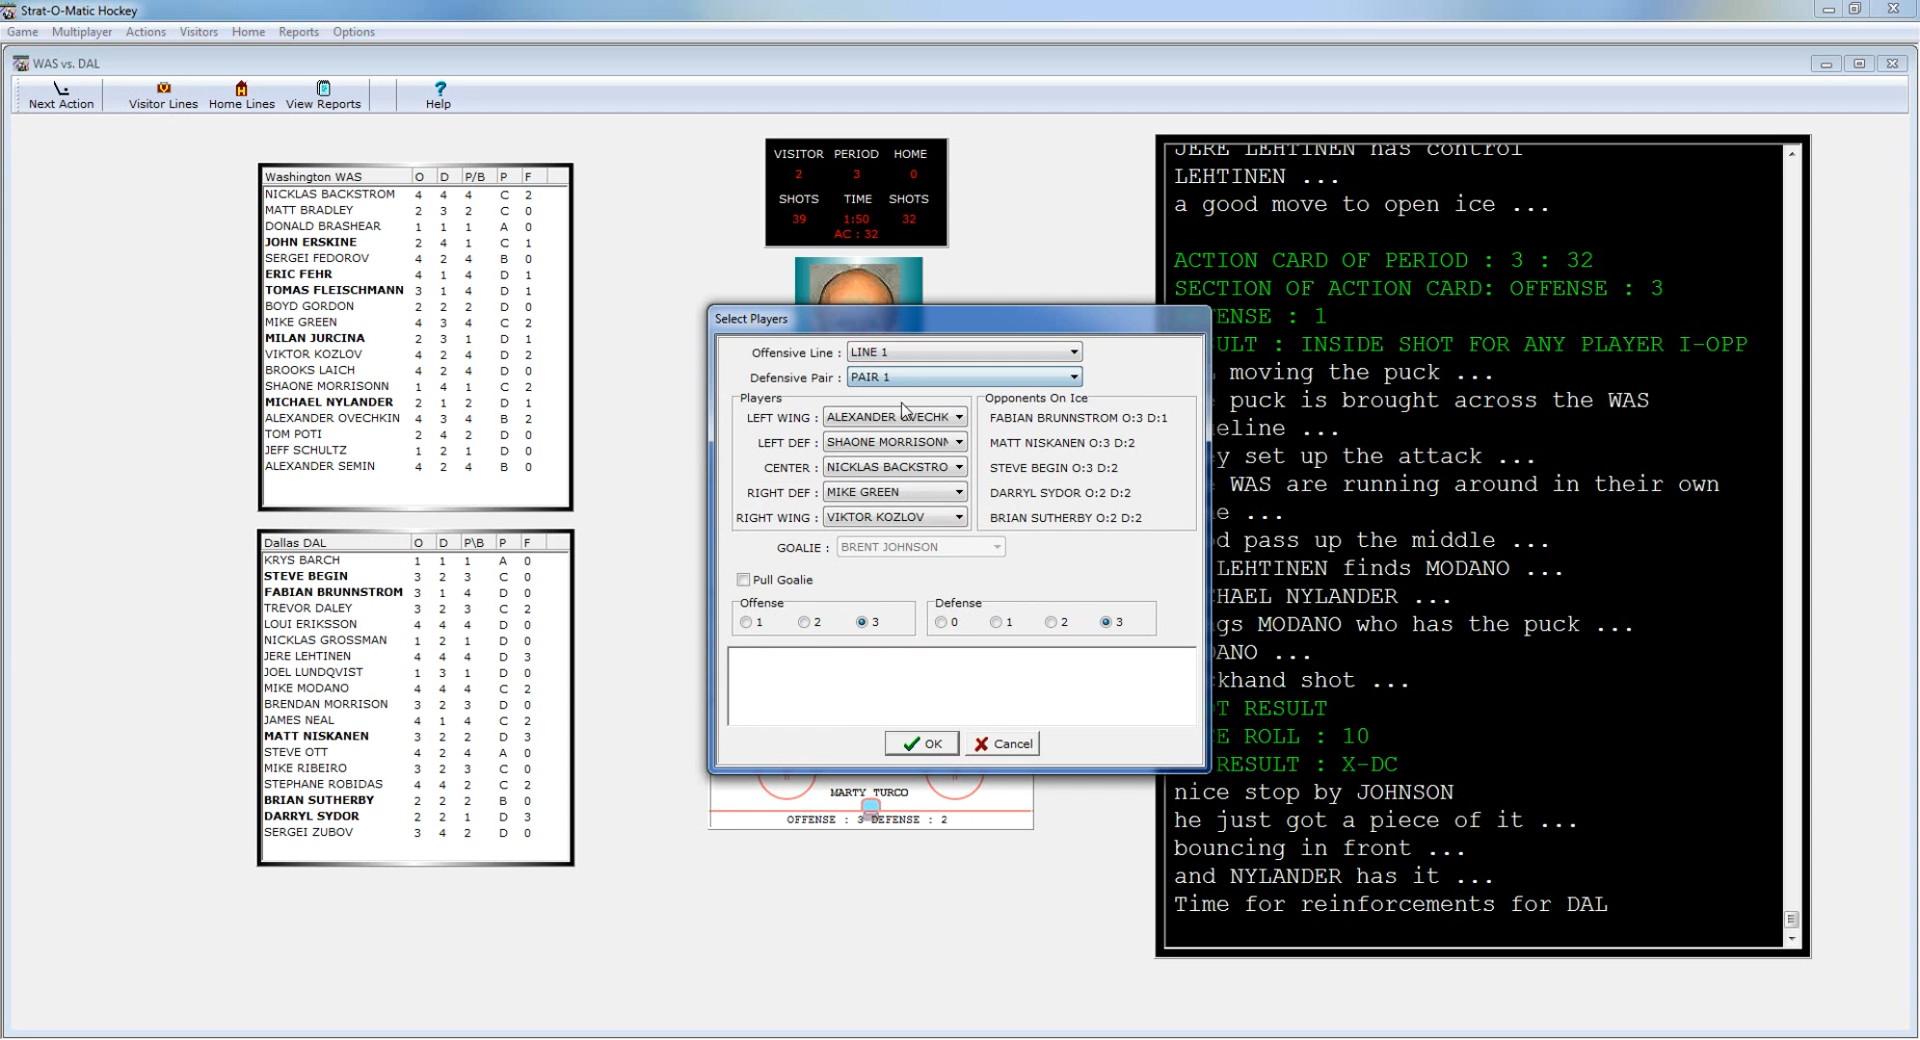 Strat-O-Matic Hockey
Game Multiplayer Actions Visitors Home Reports Options
WAS vs. DAL
Next Action Visitor Lines Home Lines View Reports Help
Washington WAS O D P/B P F
NICKLAS BACKSTROM 4 4 4 C 2
MATT BRADLEY 2 3 2 C 0
DONALD BRASHEAR 1 1 1 A 0
JOHN ERSKINE 2 4 1 C 1
SERGEI FEDOROV 4 2 4 B 0
ERIC FEHR 4 1 4 D 1
TOMAS FLEISCHMANN 3 1 4 D 1
BOYD GORDON 2 2 2 D 0
MIKE GREEN 4 3 4 C 2
MILAN JURCINA 2 3 1 D 1
VIKTOR KOZLOV 4 2 4 D 2
BROOKS LAICH 4 2 4 D 0
SHAONE MORRISONN 1 4 1 C 2
MICHAEL NYLANDER 2 1 2 D 1
ALEXANDER OVECHKIN 4 3 4 B 2
TOM POTI 2 4 2 D 0
JEFF SCHULTZ 1 2 1 D 0
ALEXANDER SEMIN 4 2 4 B 0
Dallas DAL O D P\B P F
KRYS BARCH 1 1 1 A 0
STEVE BEGIN 3 2 3 C 0
FABIAN BRUNNSTROM 3 1 4 D 0
TREVOR DALEY 3 2 3 C 2
LOUI ERIKSSON 4 4 4 D 0
NICKLAS GROSSMAN 1 2 1 D 0
JERE LEHTINEN 4 4 4 D 3
JOEL LUNDQVIST 1 3 1 D 0
MIKE MODANO 4 4 4 C 2
BRENDAN MORRISON 3 2 3 D 0
JAMES NEAL 4 1 4 C 2
MATT NISKANEN 3 2 2 D 3
STEVE OTT 4 2 4 A 0
MIKE RIBEIRO 3 2 3 C 0
STEPHANE ROBIDAS 4 4 2 C 2
BRIAN SUTHERBY 2 2 2 B 0
DARRYL SYDOR 2 2 1 D 3
SERGEI ZUBOV 3 4 2 D 0
VISITOR PERIOD HOME
2 3 0
SHOTS TIME SHOTS
39 1:50 32
AC : 32
Select Players
Offensive Line : LINE 1
Defensive Pair : PAIR 1
Players
LEFT WING : ALEXANDER OVECHK
LEFT DEF : SHAONE MORRISONN
CENTER : NICKLAS BACKSTRO
RIGHT DEF : MIKE GREEN
RIGHT WING : VIKTOR KOZLOV
Opponents On Ice
FABIAN BRUNNSTROM O:3 D:1
MATT NISKANEN O:3 D:2
STEVE BEGIN O:3 D:2
DARRYL SYDOR O:2 D:2
BRIAN SUTHERBY O:2 D:2
GOALIE : BRENT JOHNSON
Pull Goalie
Offense
1 2 3
Defense
0 1 2 3
OK Cancel
MARTY TURCO
OFFENSE : 3 DEFENSE : 2
JERE LEHTINEN has control
LEHTINEN ...
a good move to open ice ...
ACTION CARD OF PERIOD : 3 : 32
SECTION OF ACTION CARD: OFFENSE : 3
ENSE : 1
ULT : INSIDE SHOT FOR ANY PLAYER I-OPP
moving the puck ...
puck is brought across the WAS
eline ...
y set up the attack ...
WAS are running around in their own
e ...
d pass up the middle ...
LEHTINEN finds MODANO ...
HAEL NYLANDER ...
gs MODANO who has the puck ...
ANO ...
khand shot ...
T RESULT
E ROLL : 10
RESULT : X-DC
nice stop by JOHNSON
he just got a piece of it ...
bouncing in front ...
and NYLANDER has it ...
Time for reinforcements for DAL